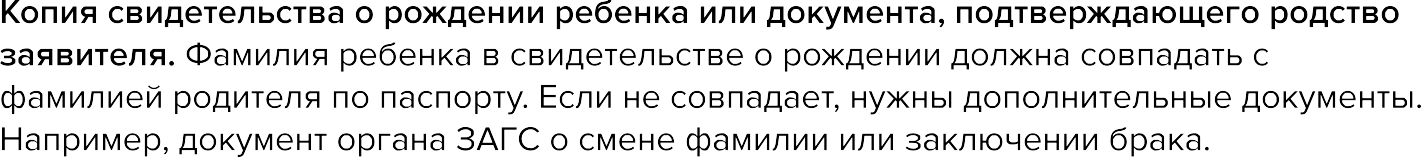 Копия свидетельства о рождении ребенка или документа, подтверждающего родство
заявителя. Фамилия ребенка в свидетельстве о рождении должна совпадать с
фамилией родителя по паспорту. Если не совпадает, нужны дополнительные документы.
Например, документ органа ЗАГС о смене фамилии или заключении брака.